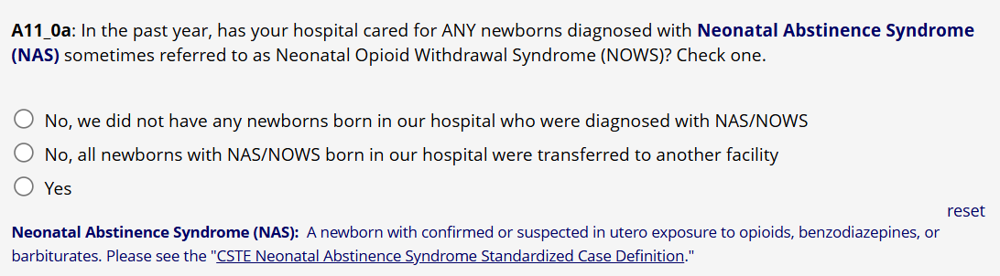 A11_0a: In the past year, has your hospital cared for ANY newborns diagnosed with Neonatal Abstinence Syndrome
(NAS) sometimes referred to as Neonatal Opioid Withdrawal Syndrome (NOWS)? Check one.
No, we did not have any newborns born in our hospital who were diagnosed with NAS/NOWS
No, all newborns with NAS/NOWS born in our hospital were transferred to another facility
Yes
reset
Neonatal Abstinence Syndrome (NAS): A newborn with confirmed or suspected in utero exposure to opioids, benzodiazepines, or
barbiturates. Please see the "CSTE Neonatal Abstinence Syndrome Standardized Case Definition."